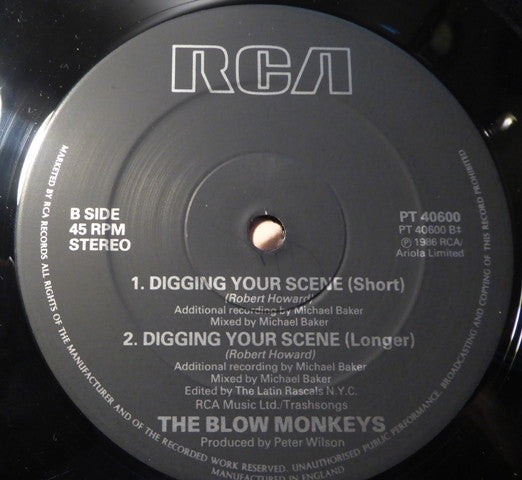 RCA
B SIDE
45 RPM
STEREO
PT 40600
PT 40600 B‡
Ⓟ 1986 RCA/
Ariola Limited
1. DIGGING YOUR SCENE (Short)
(Robert Howard)
Additional recording by Michael Baker
Mixed by Michael Baker
2. DIGGING YOUR SCENE (Longer)
(Robert Howard)
Additional recording by Michael Baker
Mixed by Michael Baker
Edited by The Latin Rascals N.Y.C.
RCA Music Ltd./Trashsongs
THE BLOW MONKEYS
Produced by Peter Wilson
MARKETED BY RCA RECORDS ALL RIGHTS OF THE MANUFACTURER AND OF THE RECORDED WORK RESERVED. UNAUTHORISED PUBLIC PERFORMANCE, BROADCASTING AND COPYING OF THIS RECORD PROHIBITED
MANUFACTURED IN ENGLAND